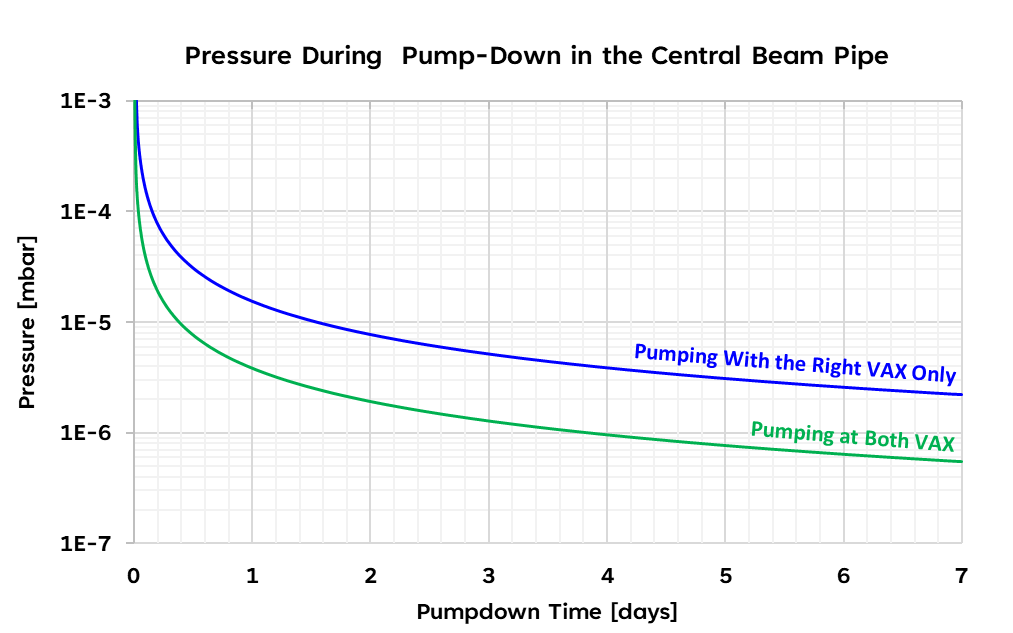 Pressure During  Pump-Down in the Central Beam Pipe
1E-3
1E-4
1E-5
1E-6
1E-7
Pressure [mbar]
Pumping With the Right VAX Only
Pumping at Both VAX
0 1 2 3 4 5 6 7
Pumpdown Time [days]